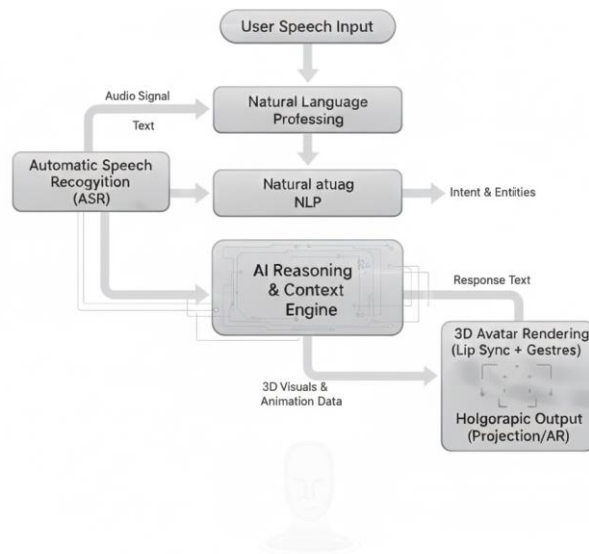 User Speech Input
Audio Signal
Text
Natural Language
Professing
Automatic Speech
Recogyition
(ASR)
Natural atuag
NLP
Intent & Entiities
AI Reasoning
& Context
Engine
Response Text
3D Avatar Rendering
(Lip Sync + Gestres)
3D Visuals &
Animation Data
Holgorapic Output
(Projection/AR)